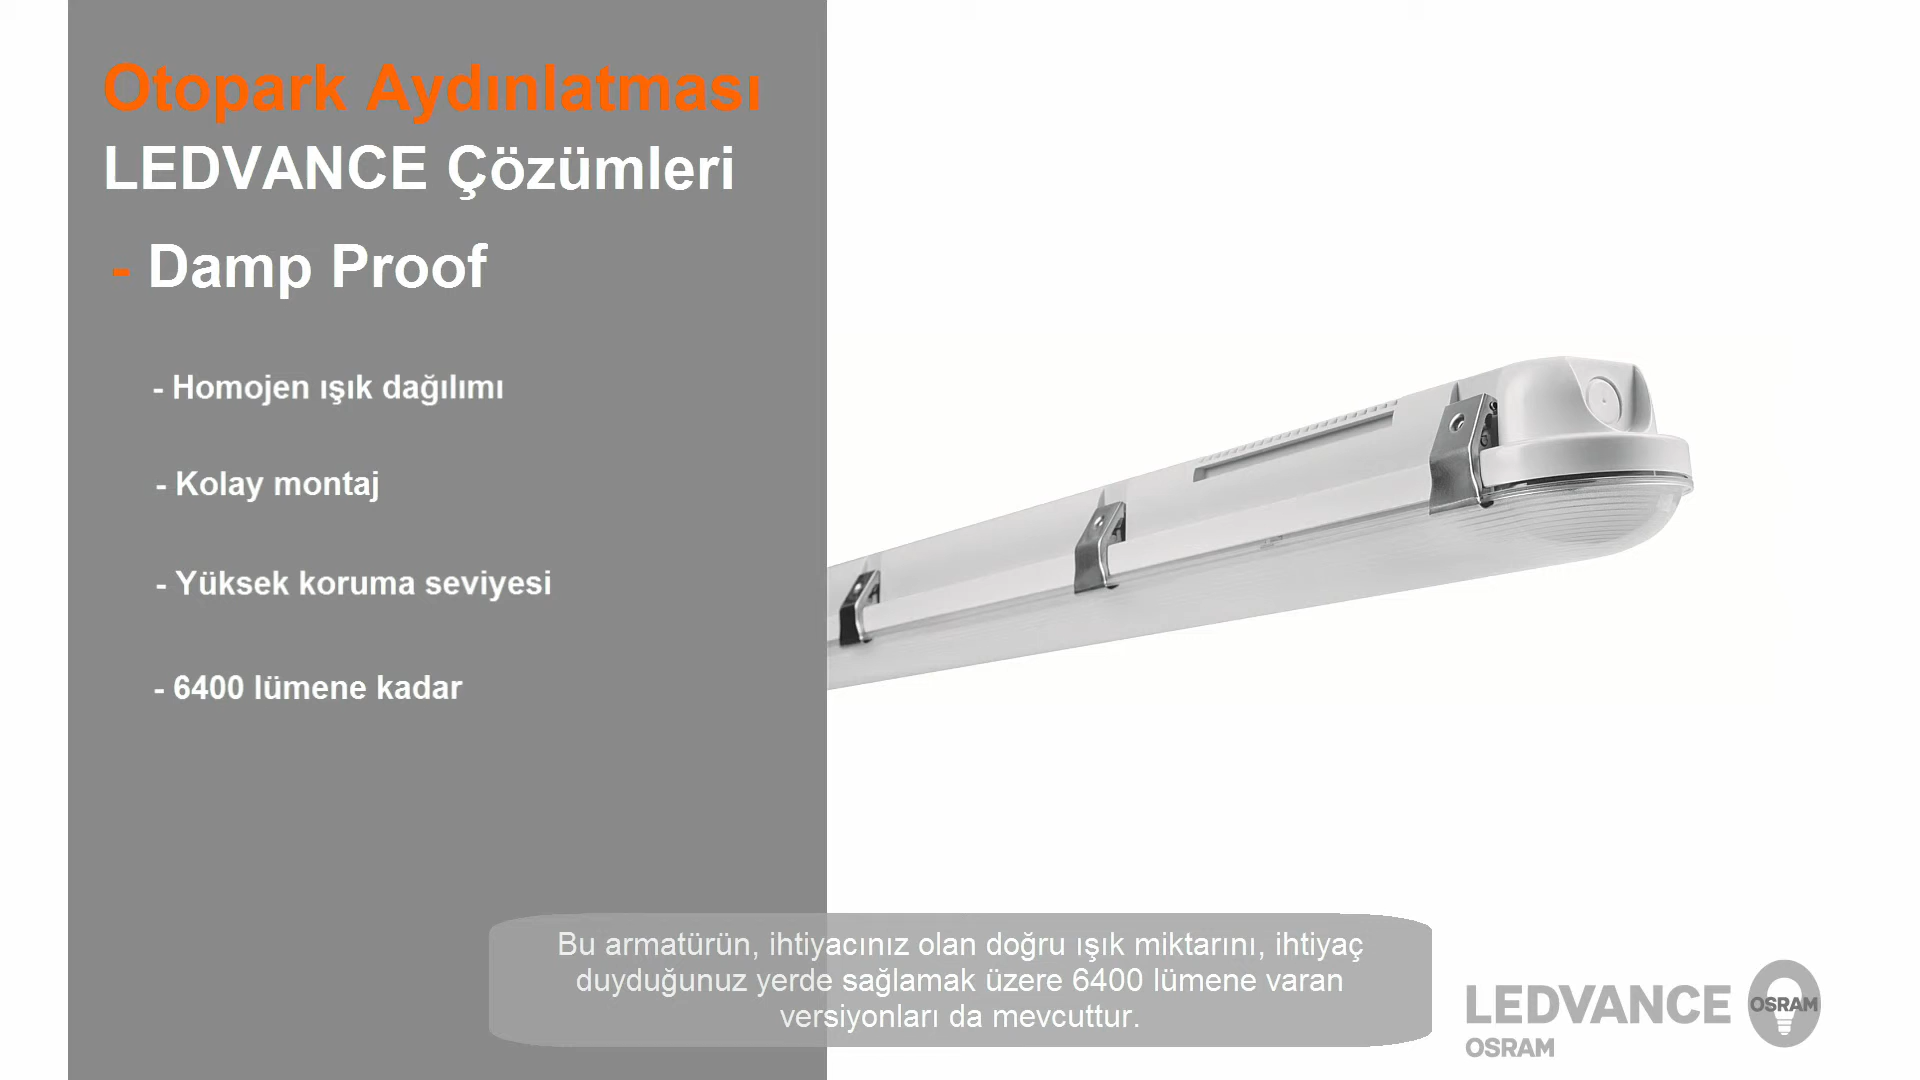 Otopark Aydınlatması
LEDVANCE Çözümleri
- Damp Proof
- Homojen ışık dağılımı
- Kolay montaj
- Yüksek koruma seviyesi
- 6400 lümene kadar
Bu armatürün, ihtiyacınız olan doğru ışık miktarını, ihtiyaç
duyduğunuz yerde sağlamak üzere 6400 lümene varan
versiyonları da mevcuttur.
LEDVANCE
OSRAM
OSRAM